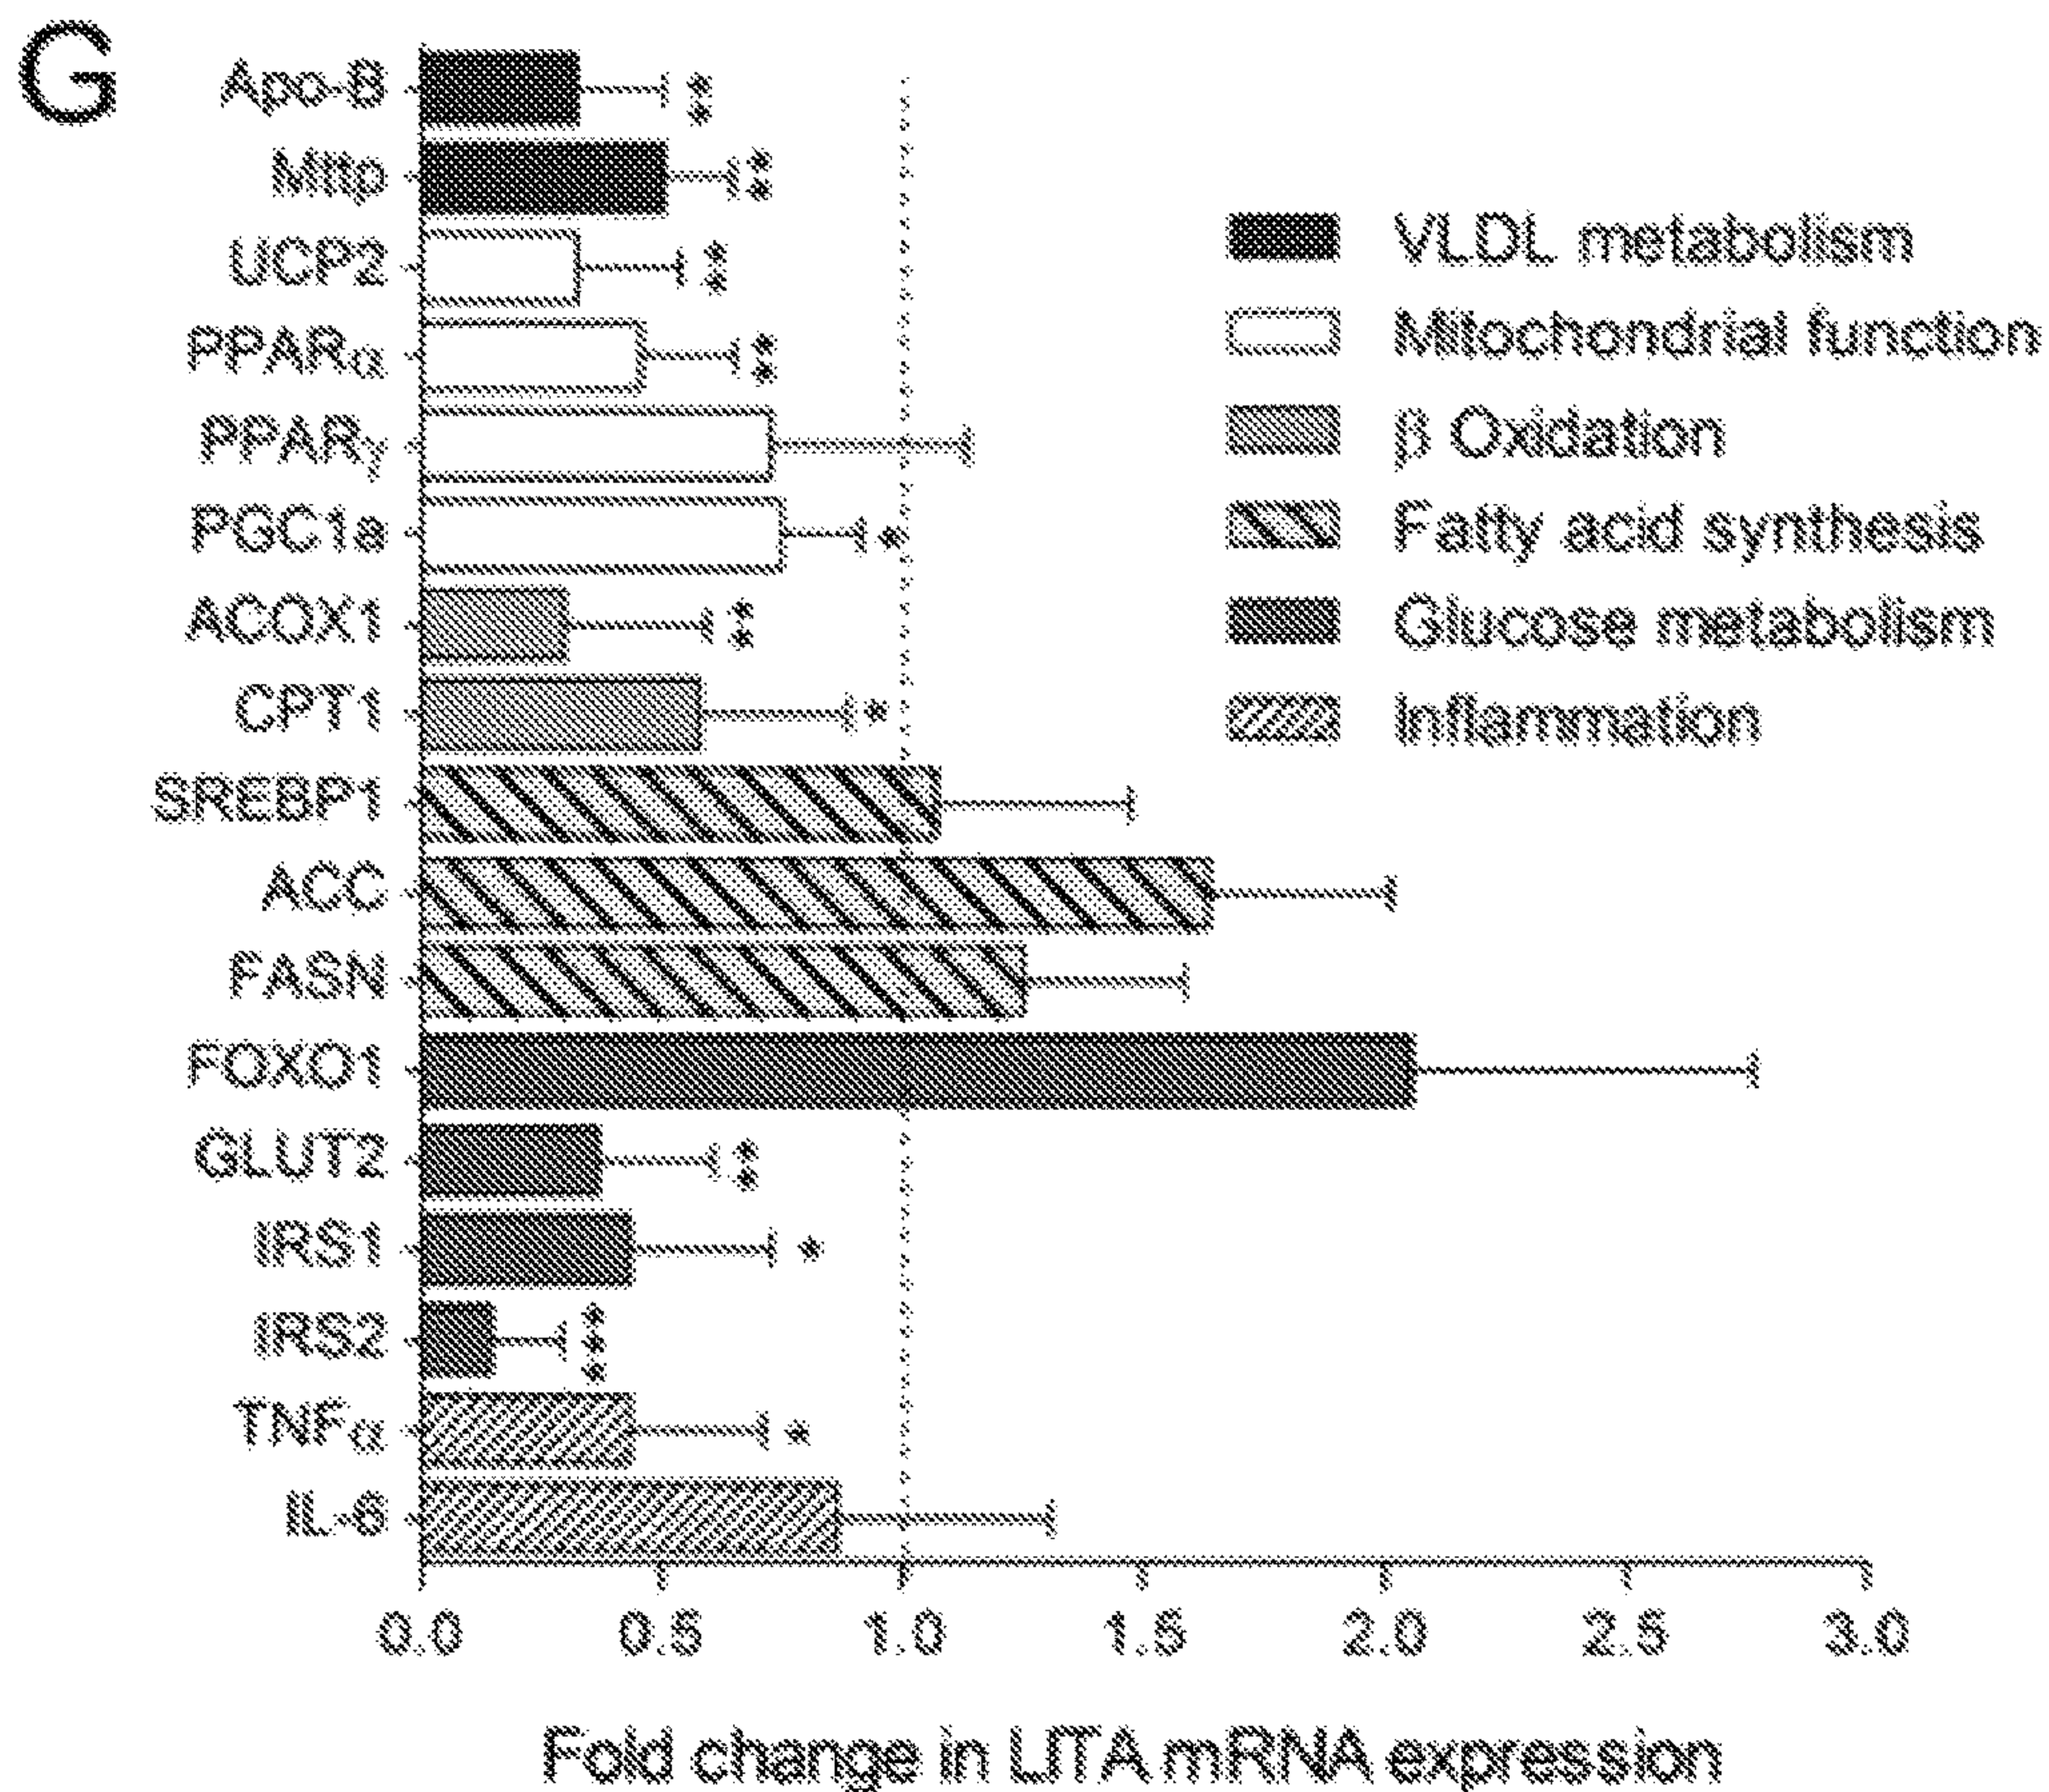 G
Apo-B **
Mttp **
UCP2 **
PPARα **
PPARγ
PGC1a *
ACOX1 **
CPT1 *
SREBP1
ACC
FASN
FOXO1
GLUT2 **
IRS1 *
IRS2 ***
TNFα *
IL-6
VLDL metabolism
Mitochondrial function
β Oxidation
Fatty acid synthesis
Glucose metabolism
Inflammation
0.0 0.5 1.0 1.5 2.0 2.5 3.0
Fold change in IJTA mRNA expression